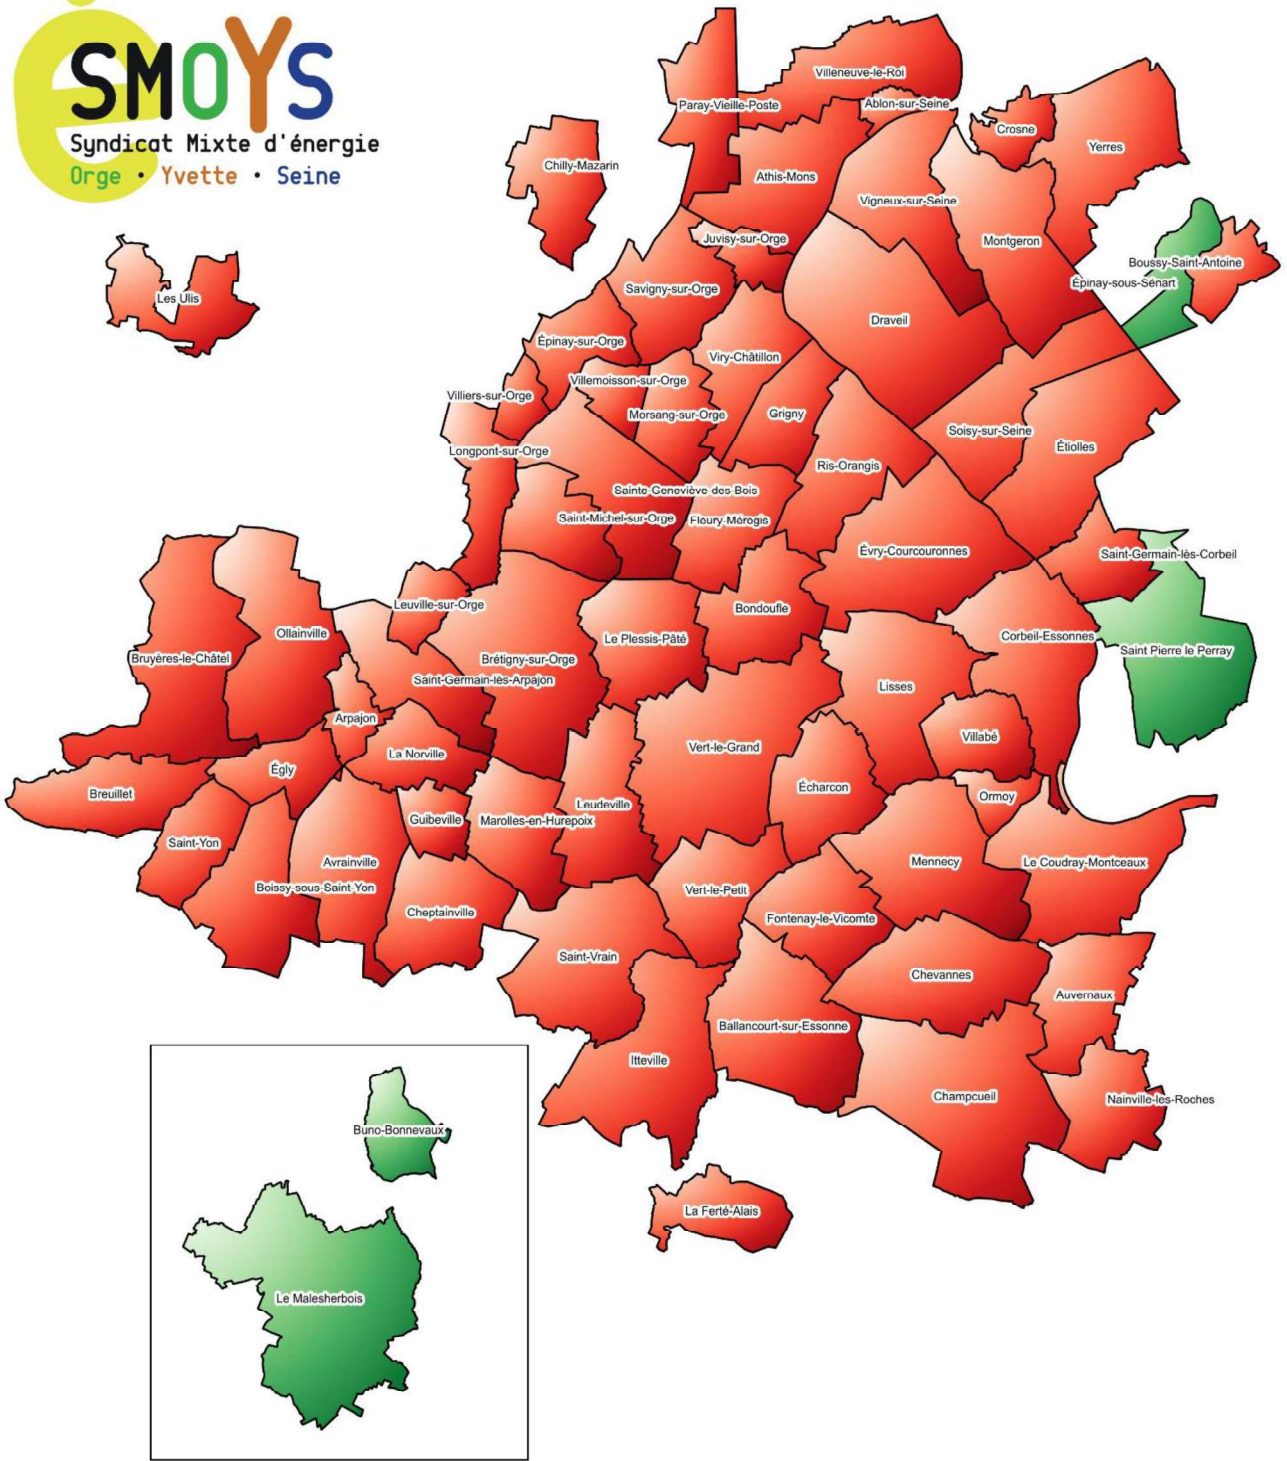 SMOYS
Syndicat Mixte d'énergie
Orge • Yvette • Seine
Villeneuve-le-Roi
Paray-Vieille-Poste
Ablon-sur-Seine
Crosne
Yerres
Chilly-Mazarin
Athis-Mons
Vigneux-sur-Seine
Juvisy-sur-Orge
Montgeron
Boussy-Saint-Antoine
Épinay-sous-Sénart
Les Ulis
Savigny-sur-Orge
Draveil
Épinay-sur-Orge
Viry-Châtillon
Villemoisson-sur-Orge
Villiers-sur-Orge
Morsang-sur-Orge
Grigny
Soisy-sur-Seine
Étiolles
Longpont-sur-Orge
Ris-Orangis
Sainte Geneviève des Bois
Saint-Michel-sur-Orge
Fleury-Mérogis
Évry-Courcouronnes
Saint-Germain-lès-Corbeil
Leuville-sur-Orge
Bondoufle
Ollainville
Le Plessis-Pâté
Corbeil-Essonnes
Saint Pierre le Perray
Bruyères-le-Châtel
Brétigny-sur-Orge
Saint-Germain-lès-Arpajon
Lisses
Arpajon
Villabé
Vert-le-Grand
La Norville
Égly
Écharcon
Breuillet
Ormoy
Leudeville
Guibeville
Marolles-en-Hurepoix
Saint-Yon
Avrainville
Mennecy
Le Coudray-Montceaux
Boissy-sous-Saint-Yon
Vert-le-Petit
Cheptainville
Fontenay-le-Vicomte
Saint-Vrain
Chevannes
Auvernaux
Ballancourt-sur-Essonne
Itteville
Champcueil
Nainville-les-Roches
Buno-Bonnevaux
La Ferté-Alais
Le Malesherbois